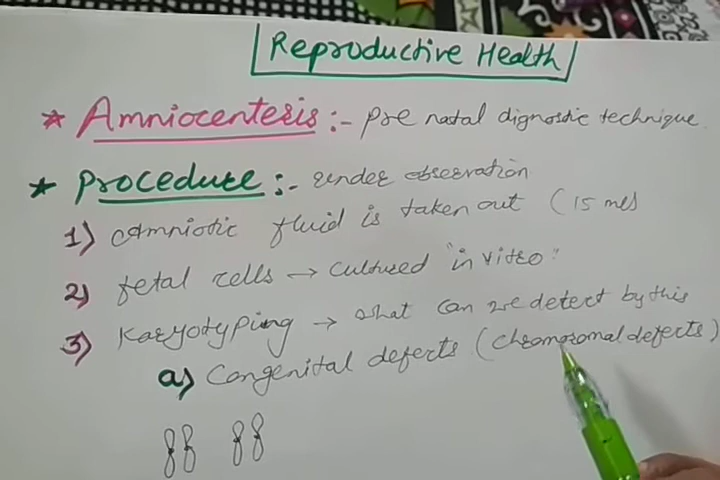 Reproductive Health
* Amniocentesis :- Pre natal dignostic technique
* Procedure :- under observation
1) Amniotic fluid is taken out (15 ml)
2) fetal cells → cultured "in vitro"
3) Karyotyping → what can we detect by this
a) Congenital defects (chromosomal defects)